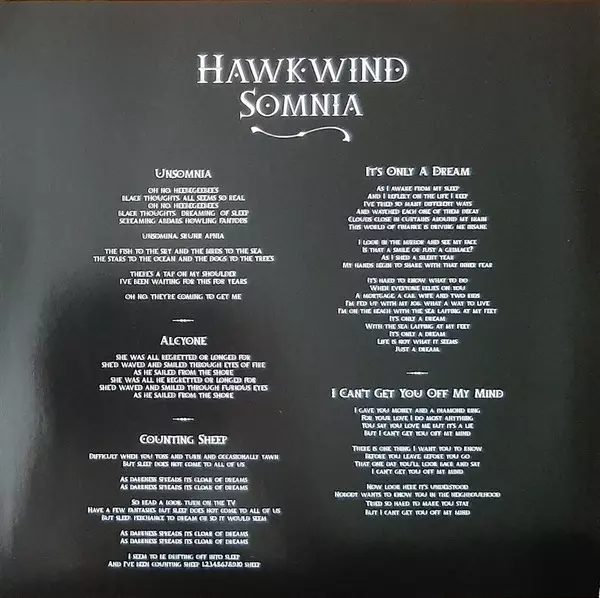 HAWKWIND
SOMNIA
UNSOMNIA
OH NO, HEEBEGEEBEE'S
BLACK THOUGHTS, ALL SEEMS SO REAL
OH NO, HEEBEGEEBEE'S
BLACK THOUGHTS, DREAMING OF SLEEP
SCREAMING ABDABS HOWLING FANTODS
UNSOMNIA
THE FISH TO THE SKY AND THE BIRDS TO THE SEA
THE STARS TO THE OCEAN AND THE DOGS TO THE TREES
THERE'S A TAP ON MY SHOULDER
I'VE BEEN WAITING FOR THIS FOR YEARS
OH NO, THEY'RE COMING TO GET ME
ALCYONE
SHE WAS ALL REGRETTED OR LONGED FOR
SHE'D WAVED AND SMILED THROUGH EYES OF FIRE
AS HE SAILED FROM THE SHORE
SHE WAS ALL HE REGRETTED OR LONGED FOR
SHE'D WAVED AND SMILED THROUGH FURIOUS EYES
AS HE SAILED FROM THE SHORE
COUNTING SHEEP
DIFFICULT WHEN YOU TOSS AND TURN AND OCCASIONALLY YAWN
BUT SLEEP DOES NOT COME TO ALL OF US
AS DARKNESS SPREADS ITS CLOAK OF DREAMS
AS DARKNESS SPREADS ITS CLOAK OF DREAMS
SO READ A BOOK TURN ON THE TV
HAVE A FEW FANTASIES BUT SLEEP DOES NOT COME TO ALL OF US
BUT SLEEP, PERCHANCE TO DREAM OR SO IT WOULD SEEM
AS DARKNESS SPREADS ITS CLOAK OF DREAMS
AS DARKNESS SPREADS ITS CLOAK OF DREAMS
I SEEM TO BE DRIFTING OFF INTO SLEEP
AND I'VE BEEN COUNTING SHEEP 1,2,3,4,5,6,7,8,9,10 SHEEP
IT'S ONLY A DREAM
AS I AWAKE FROM MY SLEEP
AND I REFLECT ON THE LIFE I KEEP
I'VE TRIED SO MANY DIFFERENT WAYS
AND WATCHED EACH ONE OF THEM DECAY
CLOUDS CLOSE IN CURTAINS AROUND MY BRAIN
THIS WORLD OF FINANCE IS DRIVING ME INSANE
I LOOK IN THE MIRROR AND SEE MY FACE
IS THAT A SMILE OR JUST A GRIMACE?
AS I SHED A SILENT TEAR
MY HANDS BEGIN TO SHAKE WITH THAT INNER FEAR
IT'S HARD TO KNOW WHAT TO DO
WHEN EVERYONE RELIES ON YOU
A MORTGAGE A CAR, WIFE AND TWO KIDS
I'M FED UP WITH MY JOB, WHAT A WAY TO LIVE
I'M ON THE BEACH WITH THE SEA LAPPING AT MY FEET
IT'S ONLY A DREAM
WITH THE SEA LAPPING AT MY FEET
IT'S ONLY A DREAM
LIFE IS NOT WHAT IT SEEMS
JUST A DREAM
I CAN'T GET YOU OFF MY MIND
I GAVE YOU MONEY AND A DIAMOND RING
FOR YOUR LOVE I DO MOST ANYTHING
YOU SAY YOU LOVE ME BUT IT'S A LIE
BUT I CAN'T GET YOU OFF MY MIND
THERE IS ONE THING I WANT YOU TO KNOW
BEFORE YOU LEAVE BEFORE YOU GO
THAT ONE DAY YOU'LL LOOK BACK AND SAY
I CAN'T GET YOU OFF MY MIND
NOW LOOK HERE IT'S UNDERSTOOD
NOBODY WANTS TO KNOW YOU IN THE NEIGHBOURHOOD
TRIED SO HARD TO MAKE YOU STAY
BUT I CAN'T GET YOU OFF MY MIND